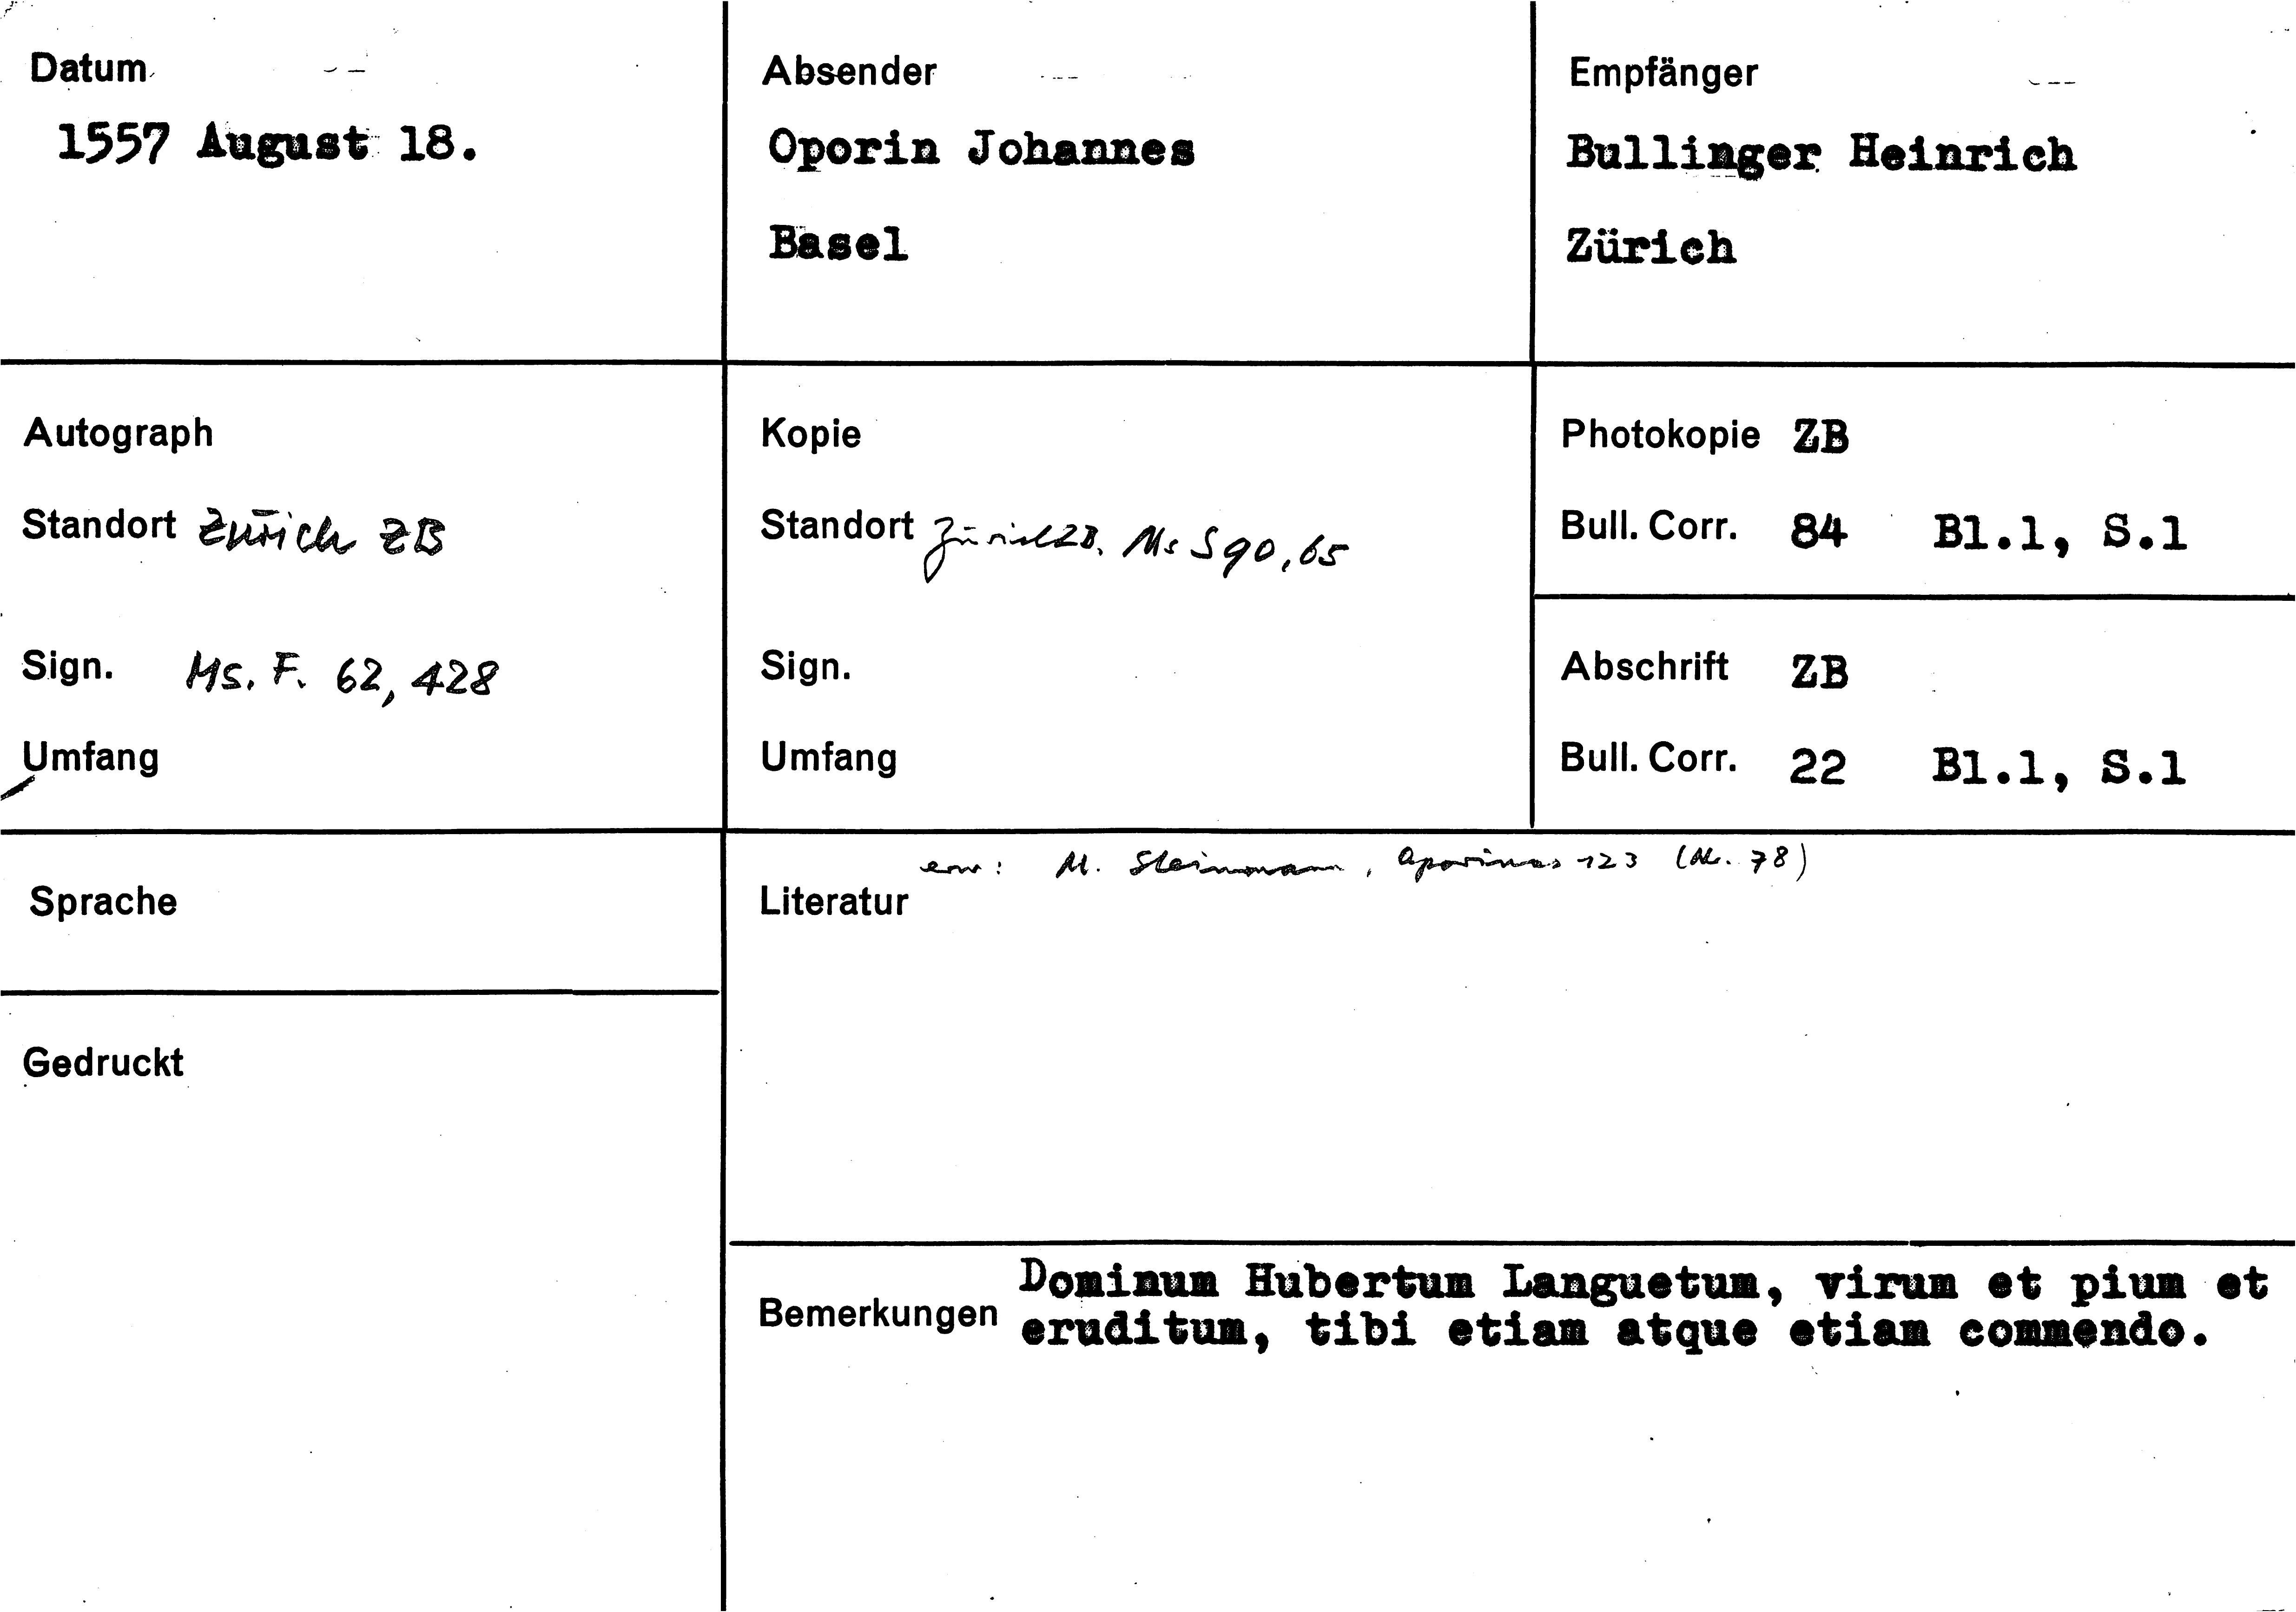 Datum
1557 August 18.
Absender
Oporin Johannes
Basel
Empfänger
Bullinger Heinrich
Zürich
Autograph
Standort Zürich ZB
Sign. Ms. F. 62, 428
Umfang
Kopie
Standort Zürich ZB, Ms S 90, 65
Sign.
Umfang
Photokopie ZB
Bull. Corr. 84 Bl.1, S.1
Abschrift ZB
Bull. Corr. 22 Bl.1, S.1
Sprache
Gedruckt
erw: M. Steinmann, Oporinus 123 (Nr. 78)
Literatur
Bemerkungen
Dominum Hubertum Languetum, virum et pium et
eruditum, tibi etiam atque etiam commendo.